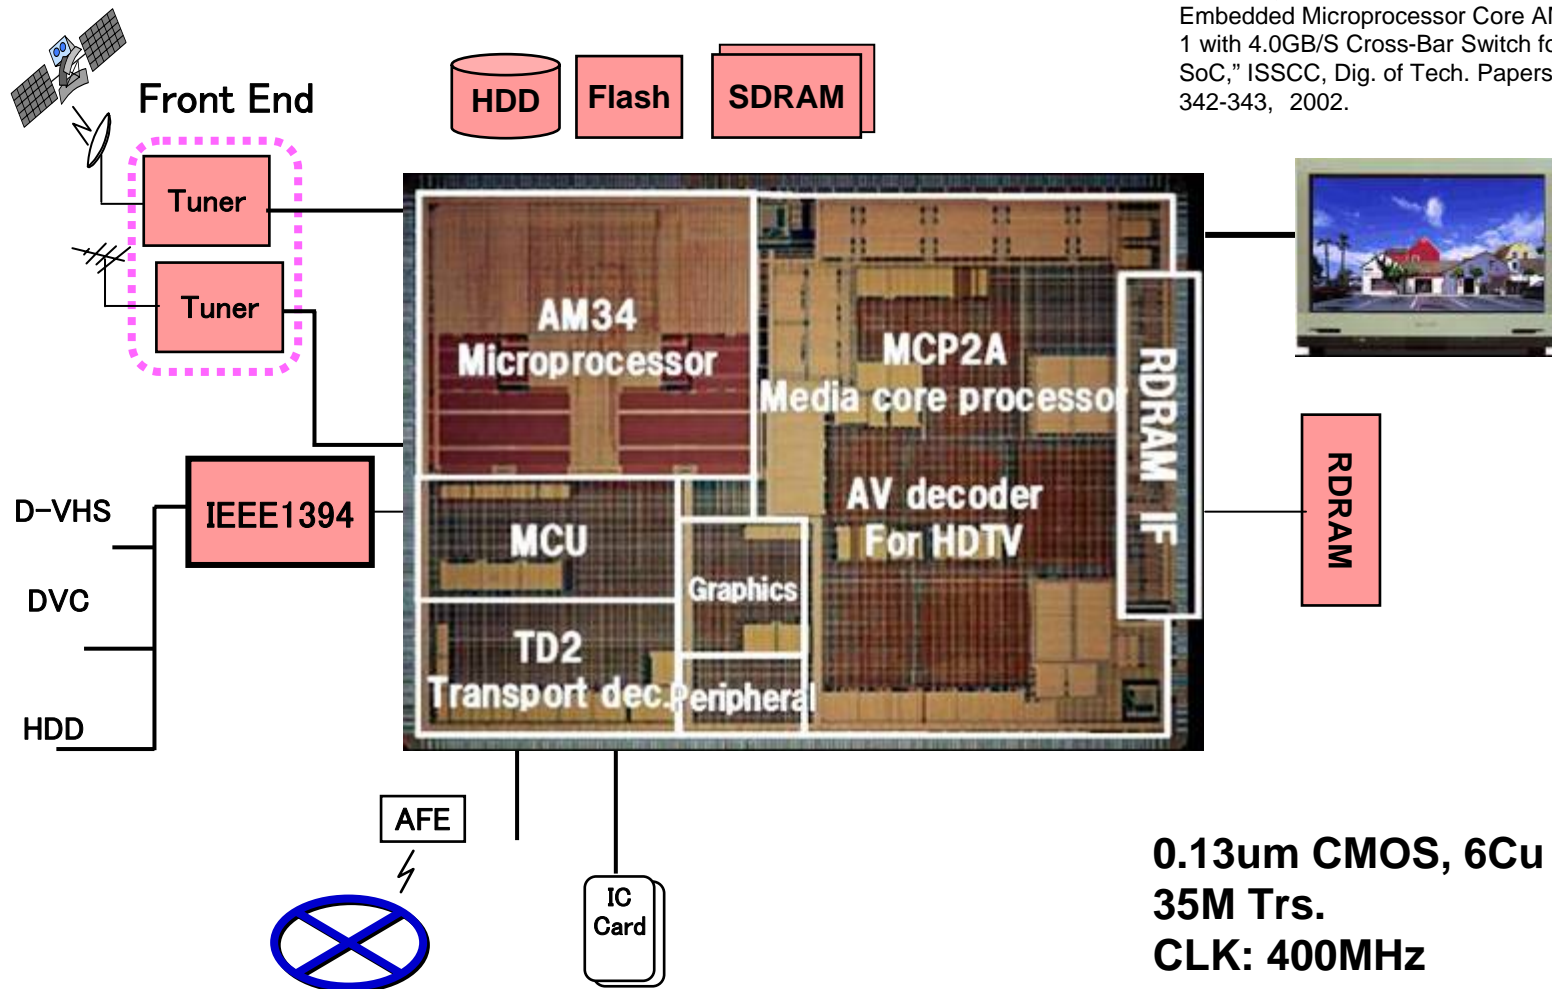 Embedded Microprocessor Core
1 with 4.0GB/S Cross-Bar Switch
SoC,” ISSCC, Dig. of Tech. Papers
342-343, 2002.
Front End
HDD
Flash
SDRAM
Tuner
Tuner
AM34
Microprocessor
MCP2A
Media core processor
RDRAM IF
AV decoder
For HDTV
RDRAM
D-VHS
IEEE1394
MCU
DVC
Graphics
TD2
Transport dec.
Peripheral
HDD
AFE
IC
Card
0.13um CMOS, 6Cu
35M Trs.
CLK: 400MHz